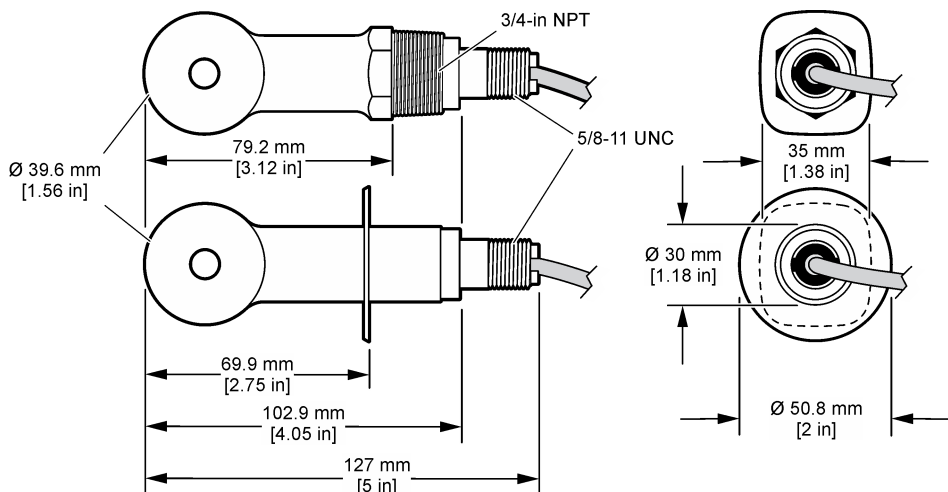 3/4-in NPT
5/8-11 UNC
79.2 mm
[3.12 in]
Ø 39.6 mm
[1.56 in]
35 mm
[1.38 in]
Ø 30 mm
[1.18 in]
69.9 mm
[2.75 in]
102.9 mm
[4.05 in]
Ø 50.8 mm
[2 in]
127 mm
[5 in]